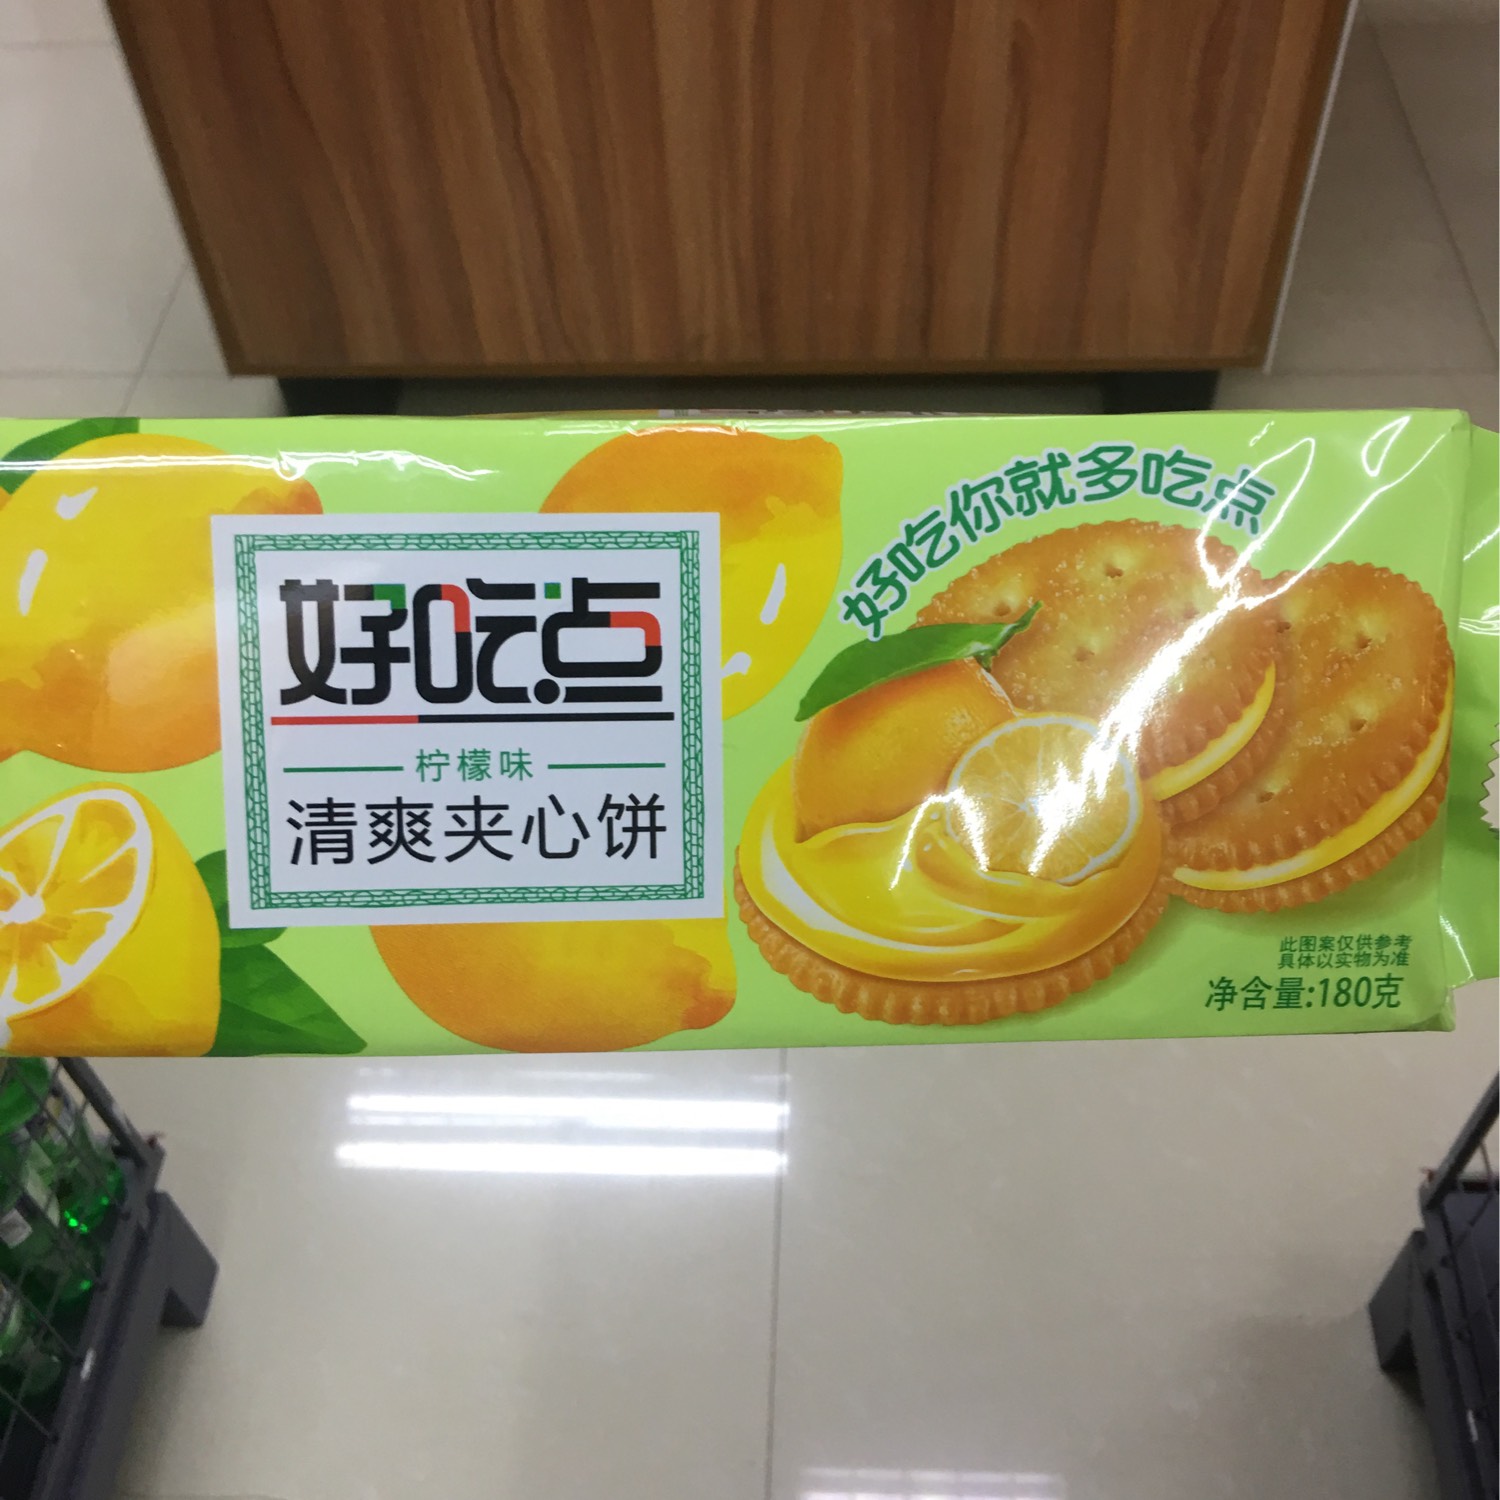 好吃点
柠檬味
清爽夹心饼
好吃你就多吃点
此图案仅供参考
具体以实物为准
净含量:180克